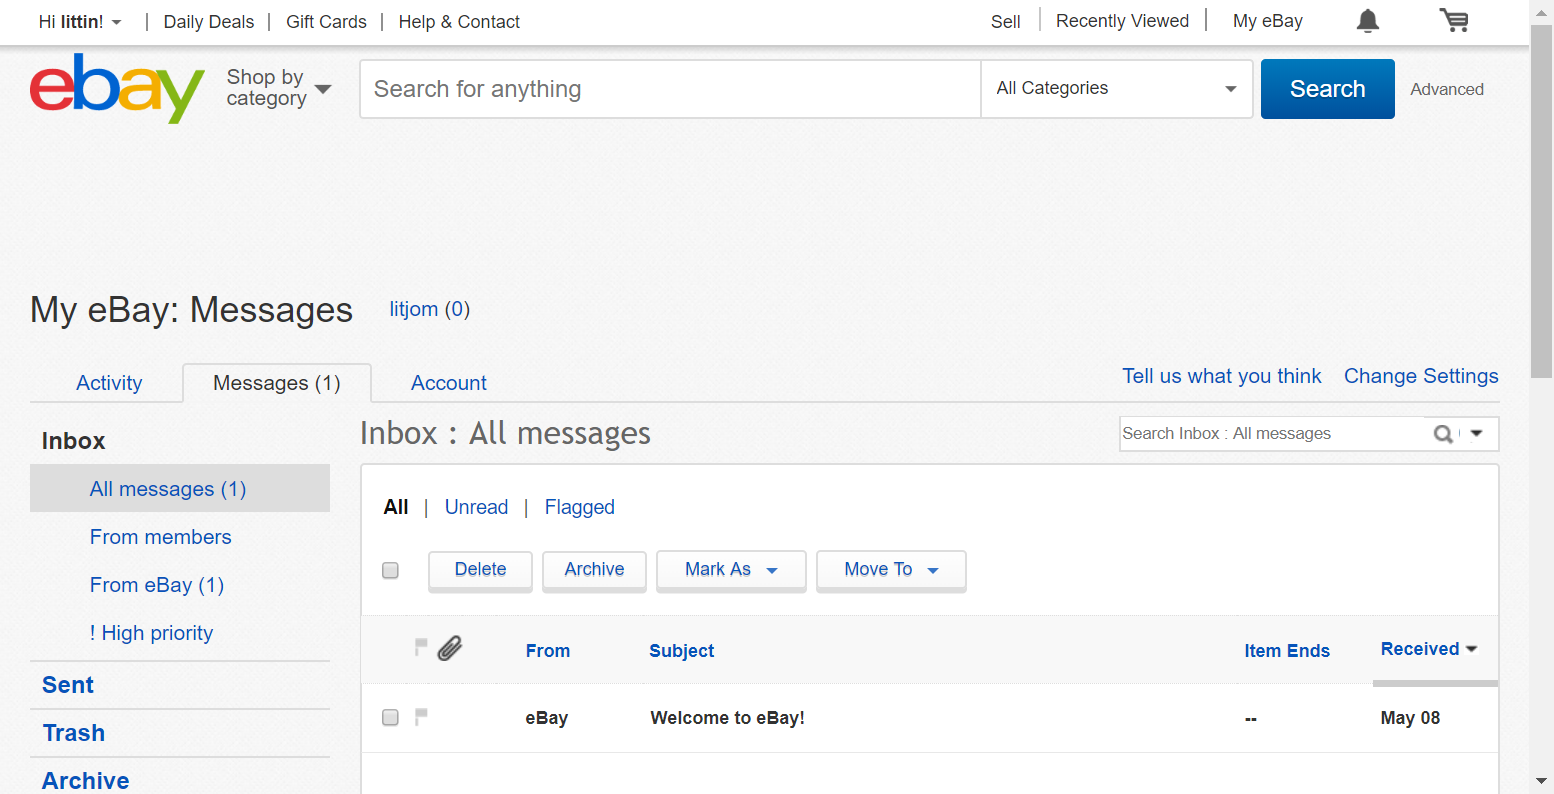 Hi littin! | Daily Deals | Gift Cards | Help & Contact Sell | Recently Viewed | My eBay
ebay
Shop by
category
Search for anything All Categories Search Advanced
My eBay: Messages litjom (0)
Activity Messages (1) Account Tell us what you think Change Settings
Inbox
All messages (1)
From members
From eBay (1)
! High priority
Sent
Trash
Archive
Inbox : All messages Search Inbox : All messages
All | Unread | Flagged
Delete Archive Mark As Move To
From Subject Item Ends Received
eBay Welcome to eBay! -- May 08